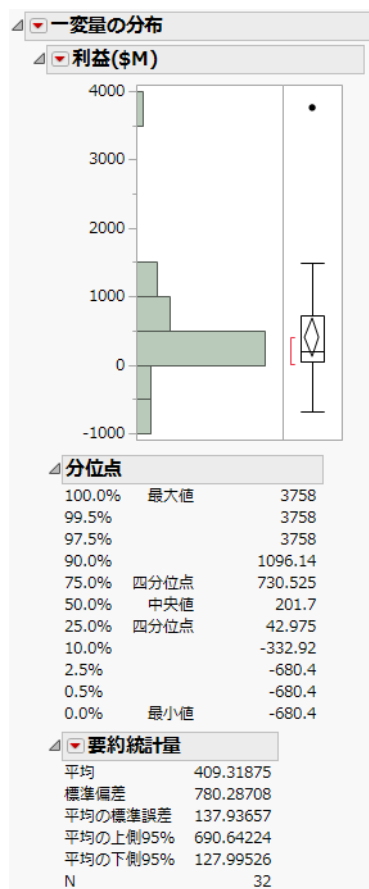 一変量の分布
利益($M)
4000
3000
2000
1000
0
-1000
分位点
100.0% 最大値 3758
99.5% 3758
97.5% 3758
90.0% 1096.14
75.0% 四分位点 730.525
50.0% 中央値 201.7
25.0% 四分位点 42.975
10.0% -332.92
2.5% -680.4
0.5% -680.4
0.0% 最小値 -680.4
要約統計量
平均 409.31875
標準偏差 780.28708
平均の標準誤差 137.93657
平均の上側95% 690.64224
平均の下側95% 127.99526
N 32